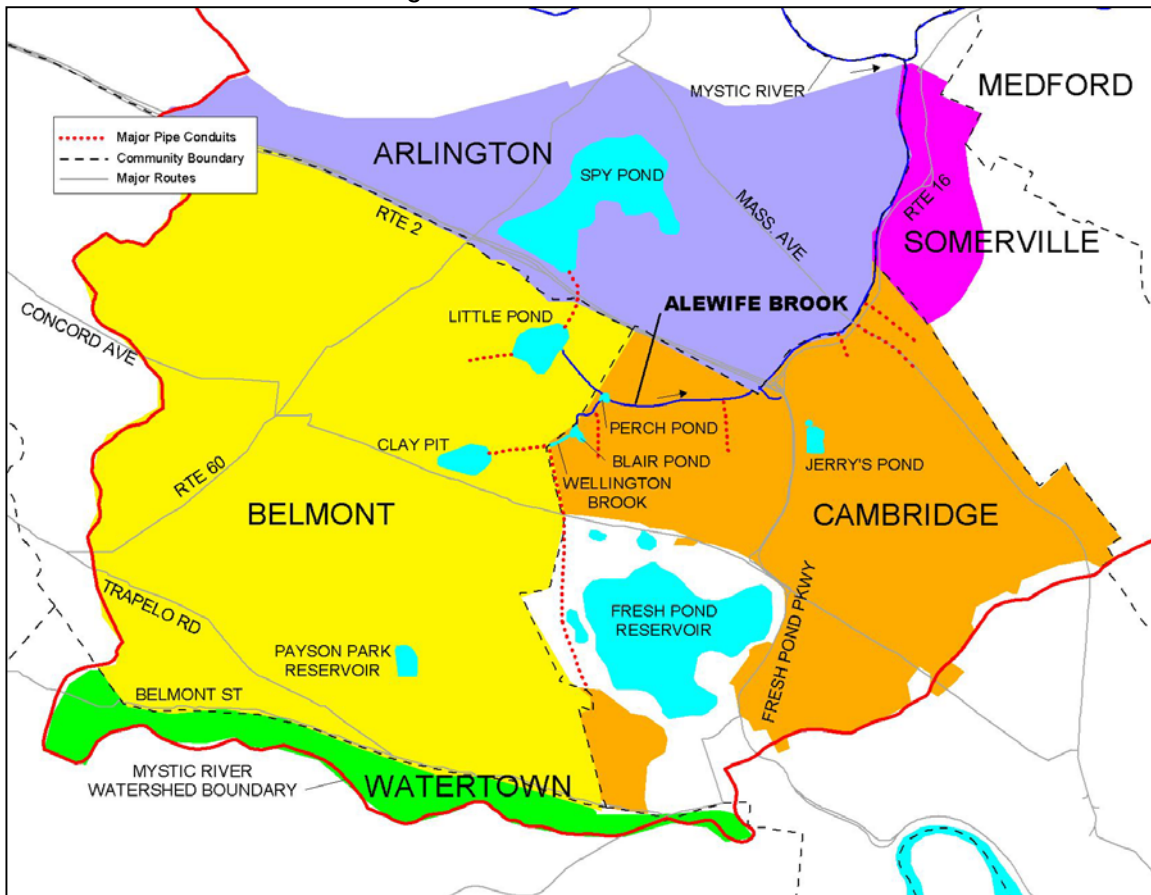 MYSTIC RIVER
MEDFORD
Major Pipe Conduits
Community Boundary
Major Routes
ARLINGTON
SPY POND
RTE 2
MASS. AVE
RTE 16
SOMERVILLE
CONCORD AVE
LITTLE POND
ALEWIFE BROOK
PERCH POND
CLAY PIT
BLAIR POND
JERRY'S POND
WELLINGTON
BROOK
RTE 60
BELMONT
CAMBRIDGE
TRAPELO RD
FRESH POND
RESERVOIR
FRESH POND PKWY
PAYSON PARK
RESERVOIR
BELMONT ST
MYSTIC RIVER
WATERSHED BOUNDARY
WATERTOWN